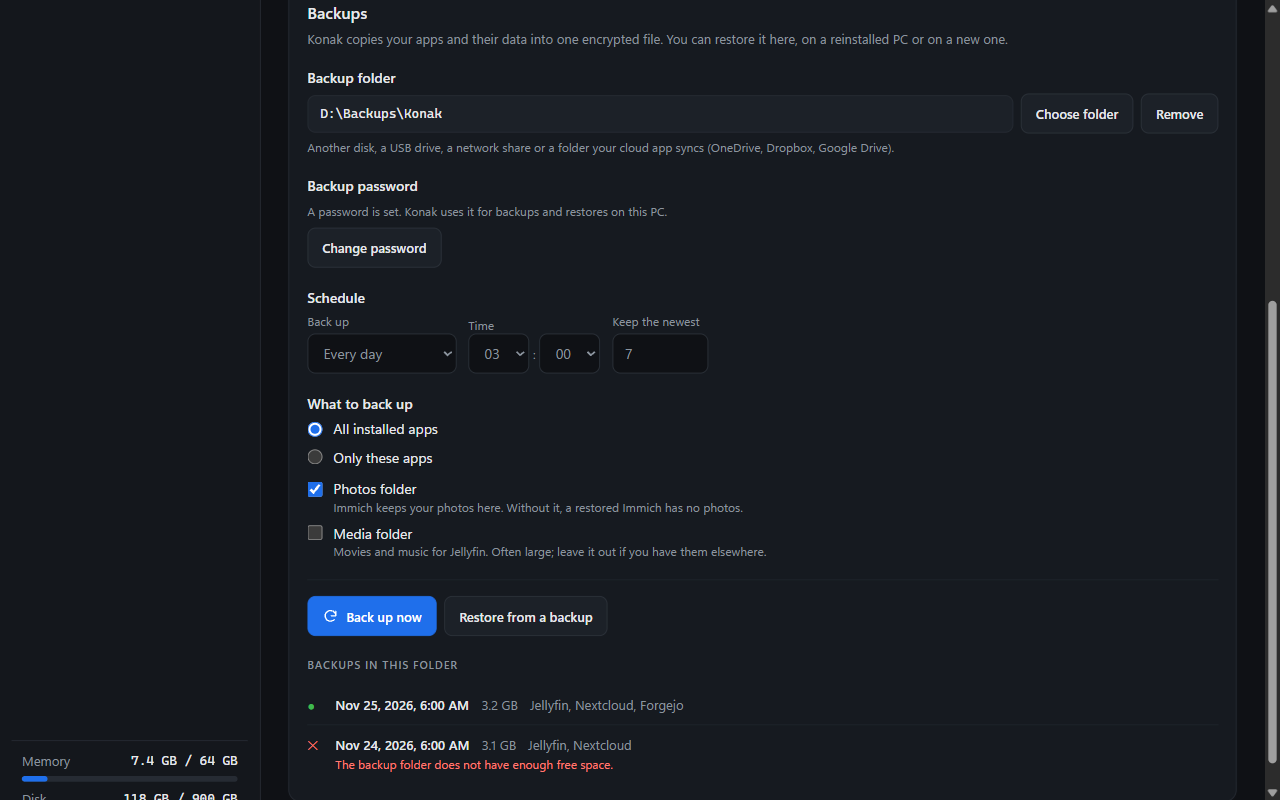 Backups
Konak copies your apps and their data into one encrypted file. You can restore it here, on a reinstalled PC or on a new one.
Backup folder
D:\Backups\Konak
Choose folder
Remove
Another disk, a USB drive, a network share or a folder your cloud app syncs (OneDrive, Dropbox, Google Drive).
Backup password
A password is set. Konak uses it for backups and restores on this PC.
Change password
Schedule
Back up
Time
Keep the newest
Every day
03 : 00
7
What to back up
All installed apps
Only these apps
Photos folder
Immich keeps your photos here. Without it, a restored Immich has no photos.
Media folder
Movies and music for Jellyfin. Often large; leave it out if you have them elsewhere.
Back up now
Restore from a backup
BACKUPS IN THIS FOLDER
Nov 25, 2026, 6:00 AM 3.2 GB Jellyfin, Nextcloud, Forgejo
Nov 24, 2026, 6:00 AM 3.1 GB Jellyfin, Nextcloud
The backup folder does not have enough free space.
Memory 7.4 GB / 64 GB
Disk 118 GB / 900 GB